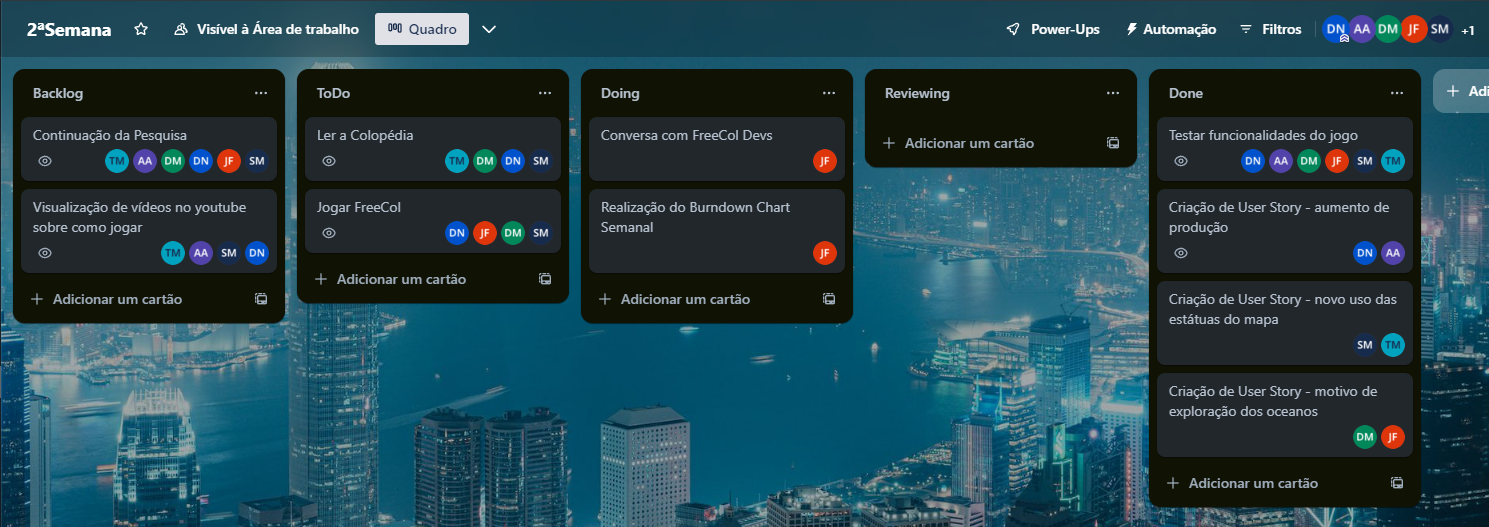 2ªSemana
Visível à Área de trabalho
Quadro
Power-Ups
Automação
Filtros
DN AA DM JF SM +1
Backlog
Continuação da Pesquisa
TM AA DM DN JF SM
Visualização de vídeos no youtube
sobre como jogar
TM AA SM DN
Adicionar um cartão
ToDo
Ler a Colopédia
TM DM DN SM
Jogar FreeCol
DN JF DM SM
Adicionar um cartão
Doing
Conversa com FreeCol Devs
JF
Realização do Burndown Chart
Semanal
JF
Adicionar um cartão
Reviewing
Adicionar um cartão
Done
Testar funcionalidades do jogo
DN AA DM JF SM TM
Criação de User Story - aumento de
produção
DN AA
Criação de User Story - novo uso das
estátuas do mapa
SM TM
Criação de User Story - motivo de
exploração dos oceanos
DM JF
Adicionar um cartão
Adi